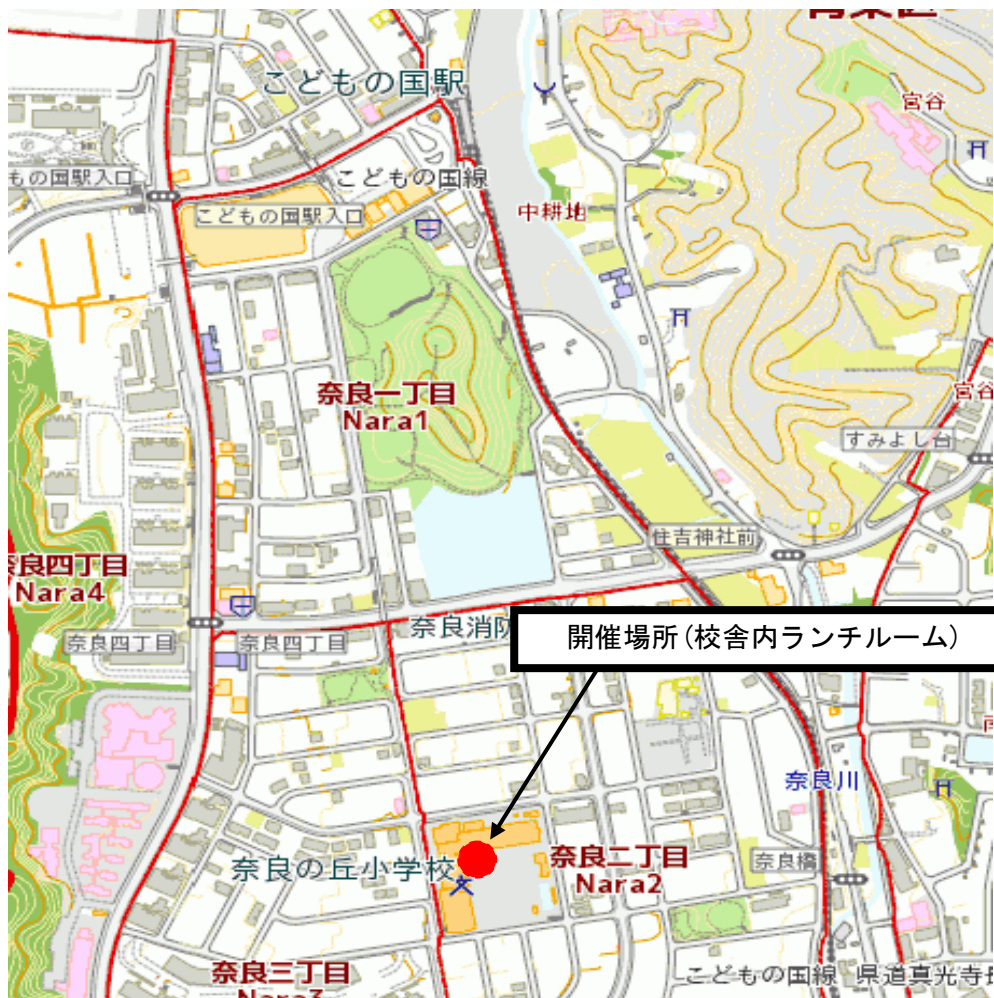 青葉区
こどもの国駅
宮谷
もの国駅入口
こどもの国線
こどもの国駅入口
中耕地
奈良一丁目
Nara1
宮谷
すみよし台
住吉神社前
奈良四丁目
Nara4
奈良四丁目
奈良四丁目
奈良消防
開催場所(校舎内ランチルーム)
奈良川
奈良の丘小学校
奈良二丁目
Nara2
奈良橋
奈良三丁目
Nara3
こどもの国線
県道真光寺長